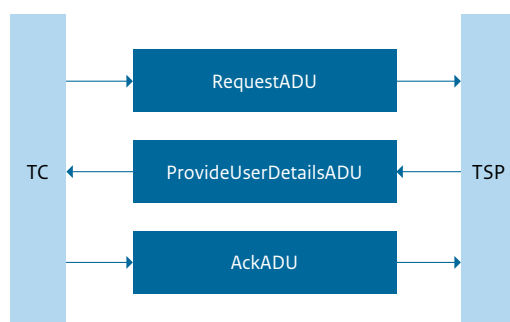 RequestADU
TC
ProvideUserDetailsADU
TSP
AckADU